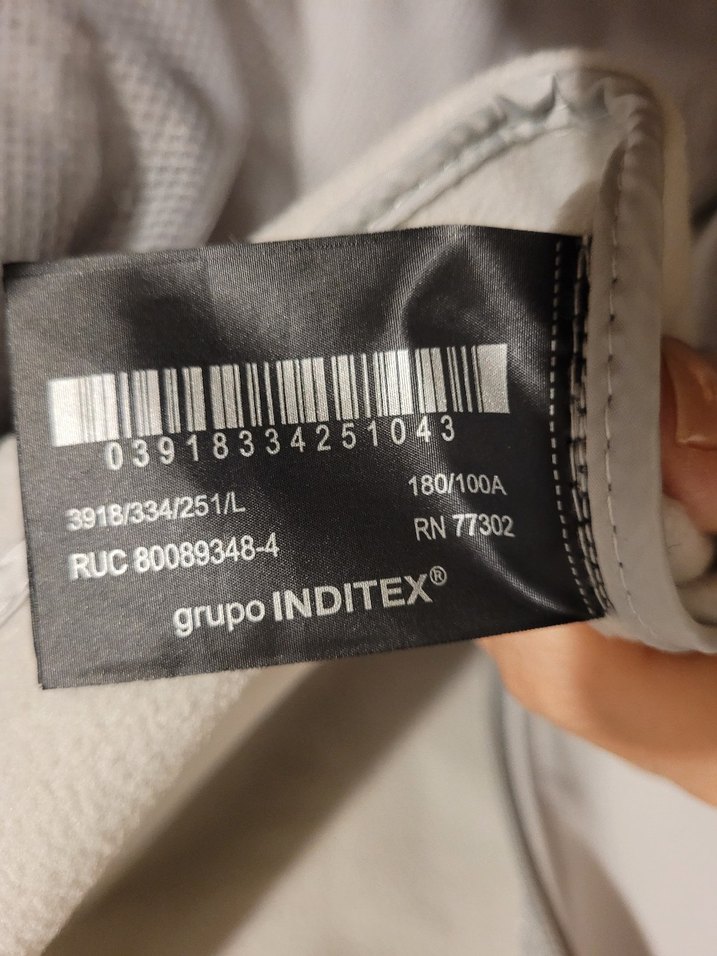 03918334251043
3918/334/251/L
180/100A
RUC 80089348-4
RN 77302
grupo INDITEX®